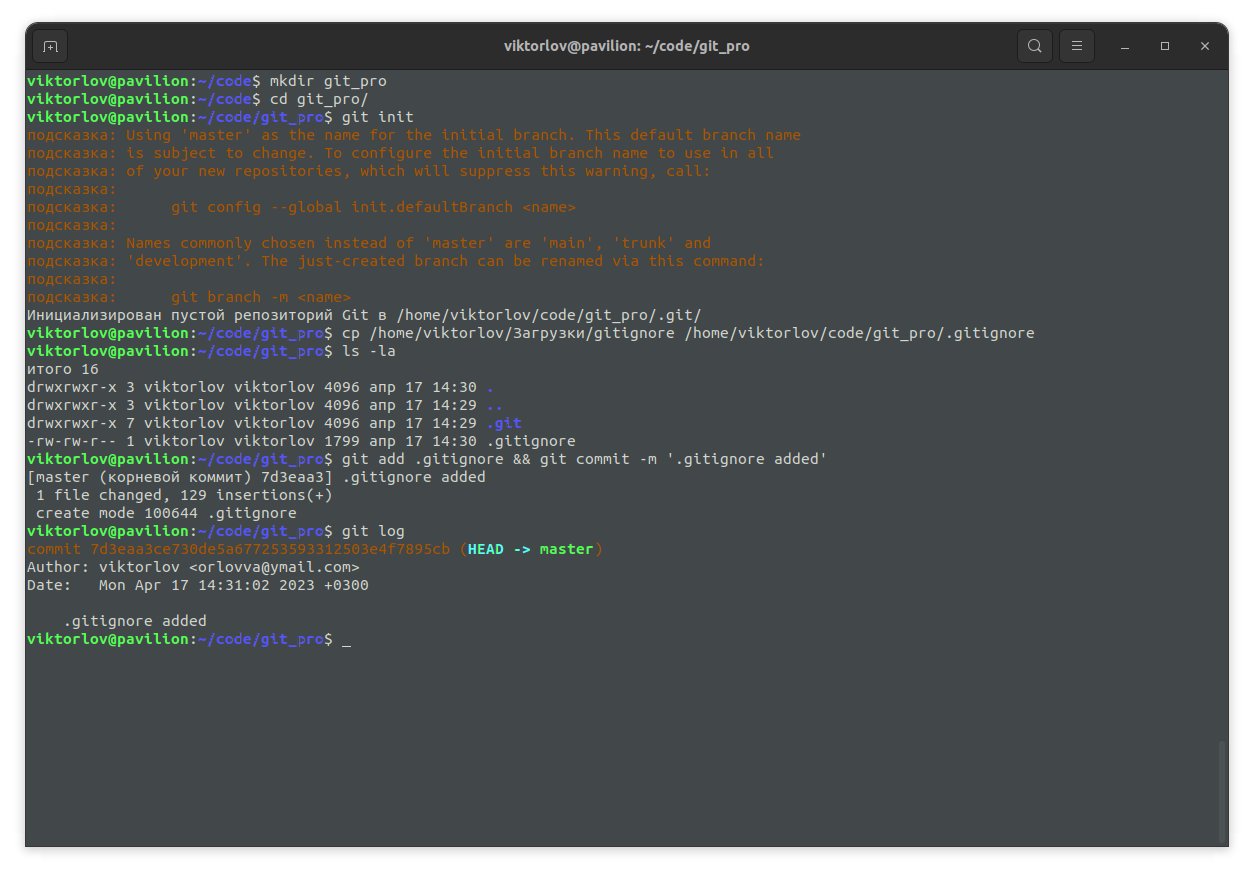 viktorlov@pavilion: ~/code/git_pro
viktorlov@pavilion:~/code$ mkdir git_pro
viktorlov@pavilion:~/code$ cd git_pro/
viktorlov@pavilion:~/code/git_pro$ git init
подсказка: Using 'master' as the name for the initial branch. This default branch name
подсказка: is subject to change. To configure the initial branch name to use in all
подсказка: of your new repositories, which will suppress this warning, call:
подсказка:
подсказка:      git config --global init.defaultBranch <name>
подсказка:
подсказка: Names commonly chosen instead of 'master' are 'main', 'trunk' and
подсказка: 'development'. The just-created branch can be renamed via this command:
подсказка:
подсказка:      git branch -m <name>
Инициализирован пустой репозиторий Git в /home/viktorlov/code/git_pro/.git/
viktorlov@pavilion:~/code/git_pro$ cp /home/viktorlov/Загрузки/gitignore /home/viktorlov/code/git_pro/.gitignore
viktorlov@pavilion:~/code/git_pro$ ls -la
итого 16
drwxrwxr-x 3 viktorlov viktorlov 4096 апр 17 14:30 .
drwxrwxr-x 3 viktorlov viktorlov 4096 апр 17 14:29 ..
drwxrwxr-x 7 viktorlov viktorlov 4096 апр 17 14:29 .git
-rw-rw-r-- 1 viktorlov viktorlov 1799 апр 17 14:30 .gitignore
viktorlov@pavilion:~/code/git_pro$ git add .gitignore && git commit -m '.gitignore added'
[master (корневой коммит) 7d3eaa3] .gitignore added
 1 file changed, 129 insertions(+)
 create mode 100644 .gitignore
viktorlov@pavilion:~/code/git_pro$ git log
commit 7d3eaa3ce730de5a677253593312503e4f7895cb (HEAD -> master)
Author: viktorlov <orlovva@ymail.com>
Date:   Mon Apr 17 14:31:02 2023 +0300
    .gitignore added
viktorlov@pavilion:~/code/git_pro$ _